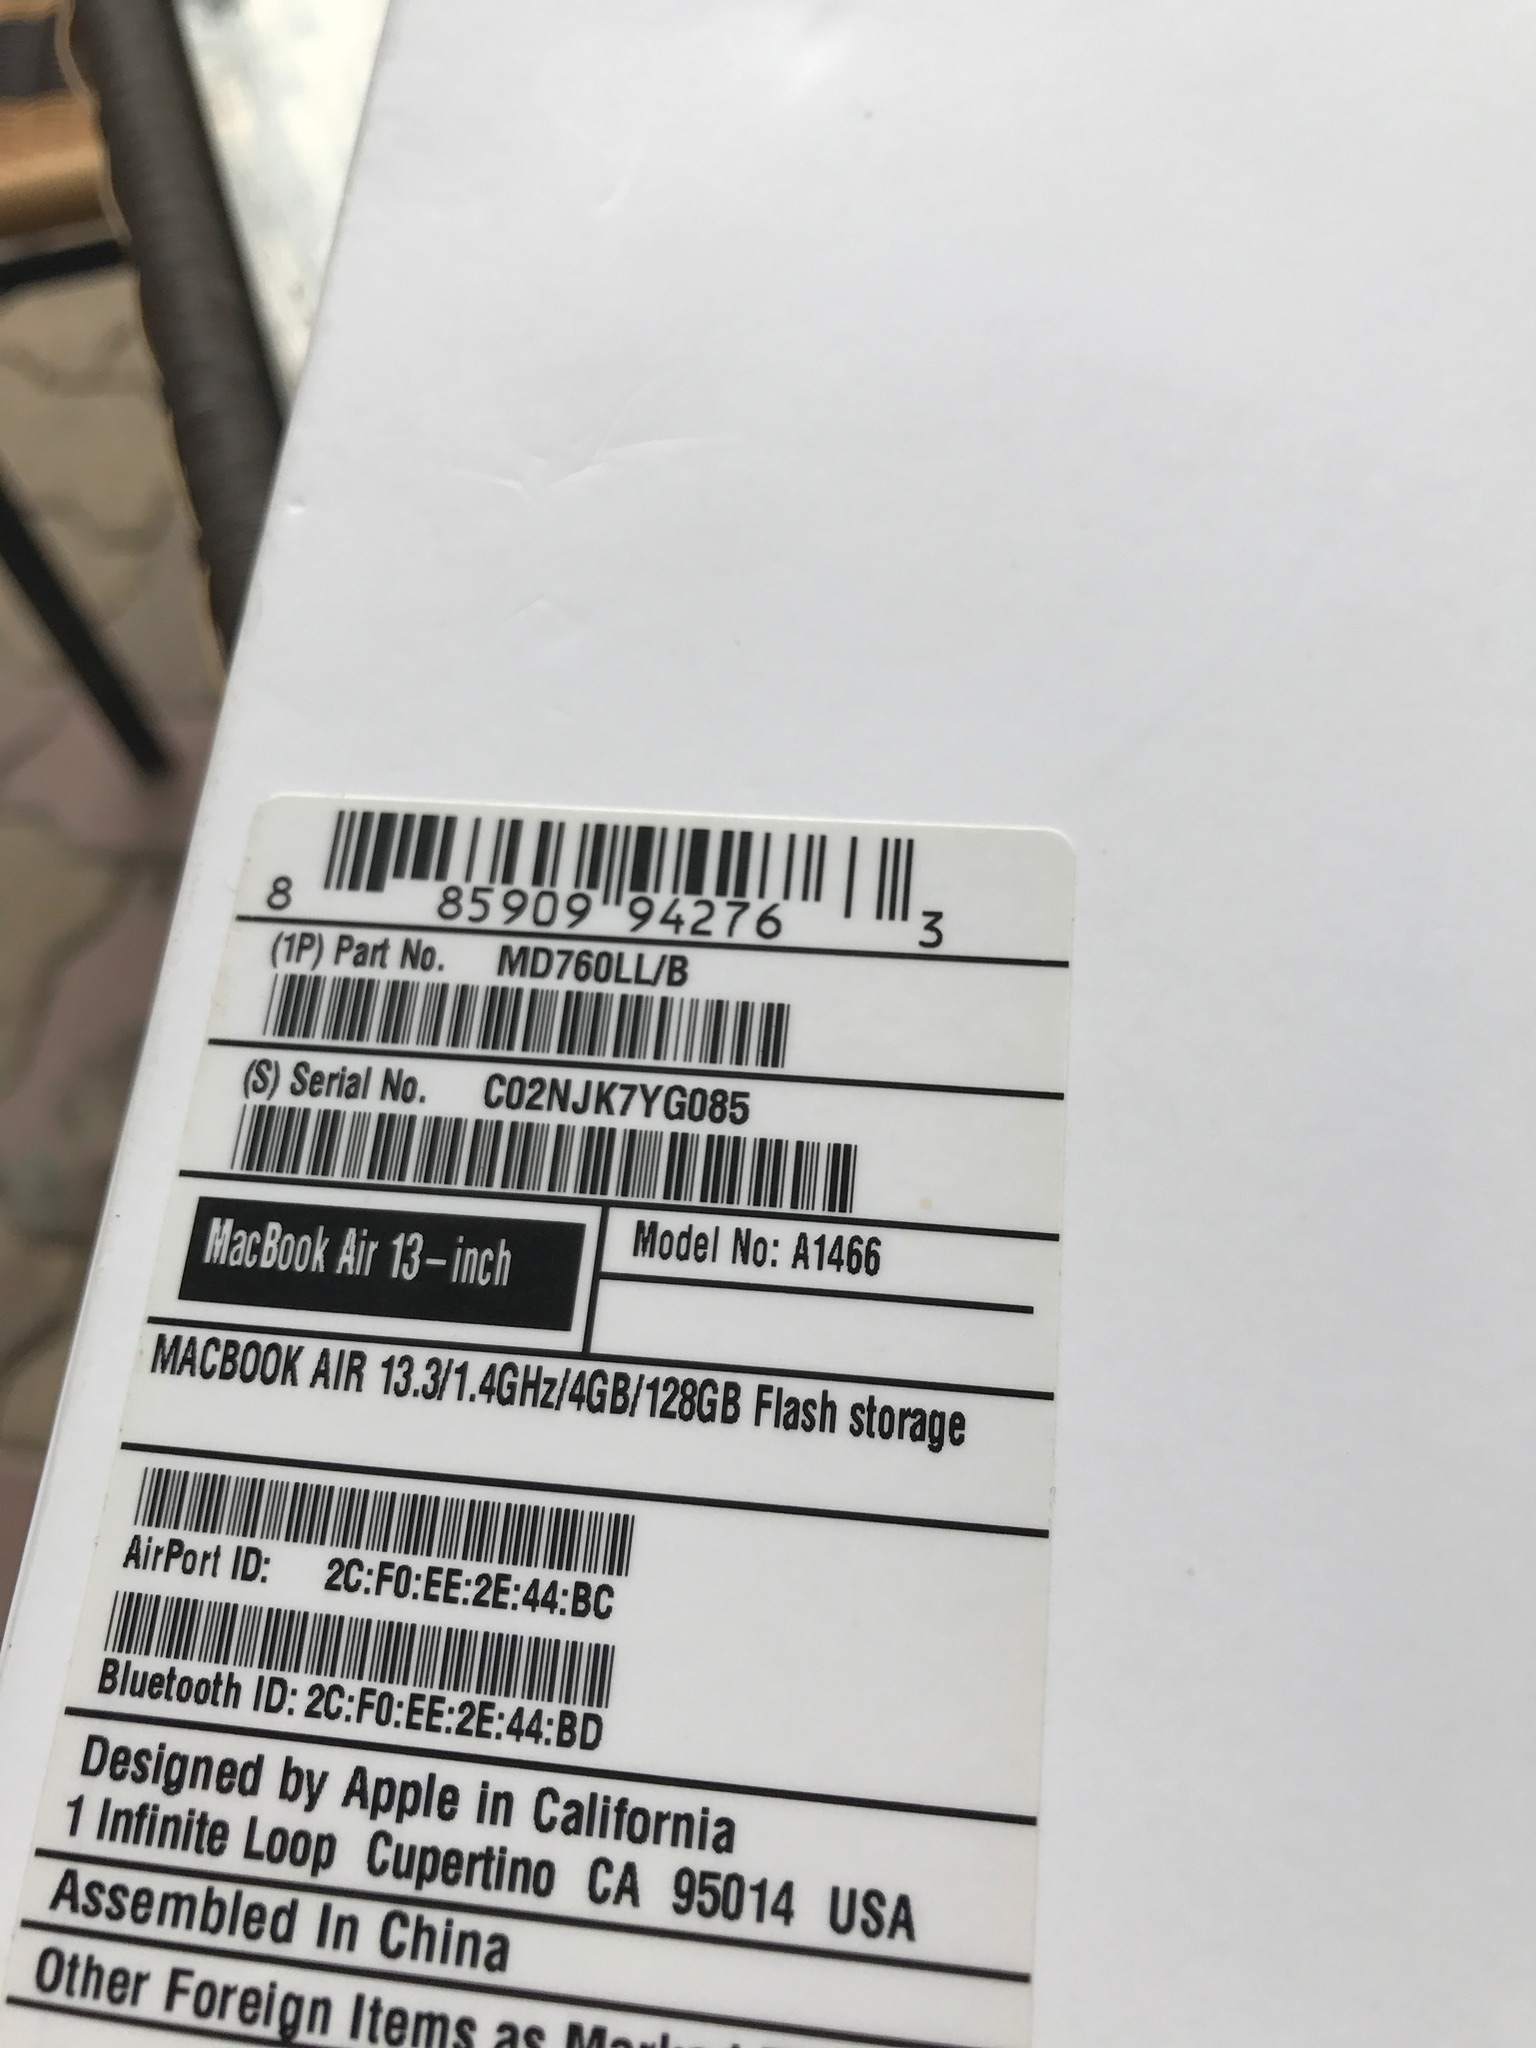 8 85909 94276 3
(1P) Part No. MD760LL/B
(S) Serial No. C02NJK7YG085
MacBook Air 13-inch
Model No: A1466
MACBOOK AIR 13.3/1.4GHz/4GB/128GB Flash storage
AirPort ID: 2C:F0:EE:2E:44:BC
Bluetooth ID: 2C:F0:EE:2E:44:BD
Designed by Apple in California
1 Infinite Loop Cupertino CA 95014 USA
Assembled In China
Other Foreign Items as